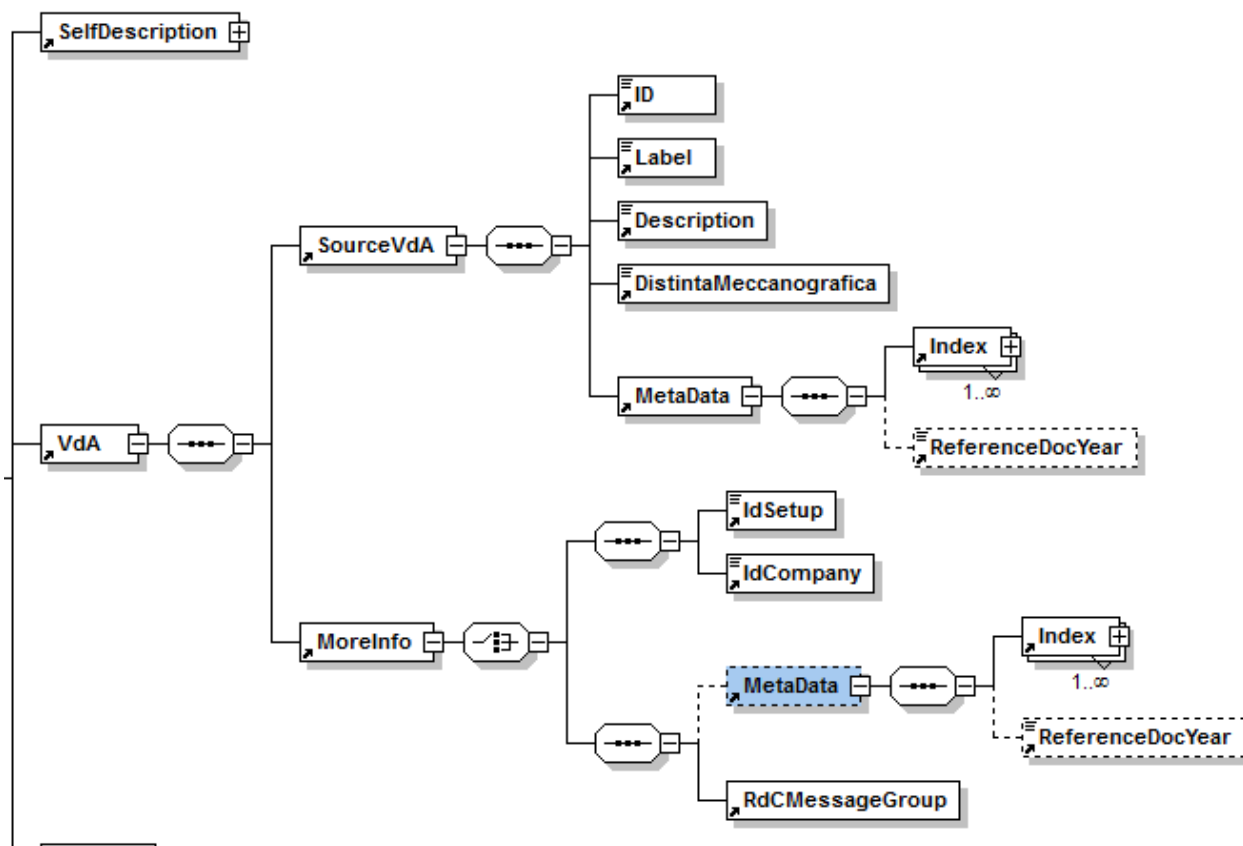 SelfDescription
ID
Label
Description
SourceVdA
DistintaMeccanografica
Index
1..∞
MetaData
VdA
ReferenceDocYear
IdSetup
IdCompany
MoreInfo
Index
1..∞
MetaData
ReferenceDocYear
RdCMessageGroup